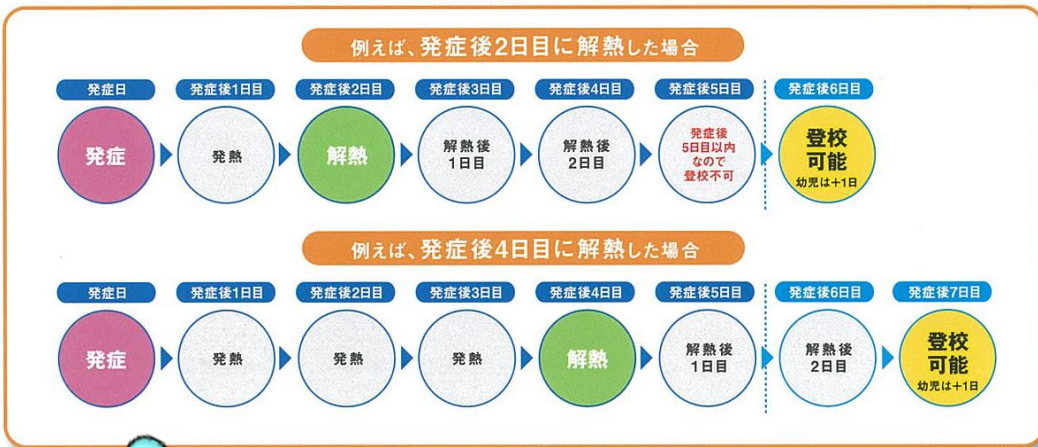 例えば、発症後2日目に解熱した場合
発症日 発症後1日目 発症後2日目 発症後3日目 発症後4日目 発症後5日目 発症後6日目
発症
発熱
解熱
解熱後
1日目
解熱後
2日目
発症後
5日目以内
なので
登校不可
登校
可能
幼児は+1日
例えば、発症後4日目に解熱した場合
発症日 発症後1日目 発症後2日目 発症後3日目 発症後4日目 発症後5日目 発症後6日目 発症後7日目
発症
発熱
発熱
発熱
解熱
解熱後
1日目
解熱後
2日目
登校
可能
幼児は+1日